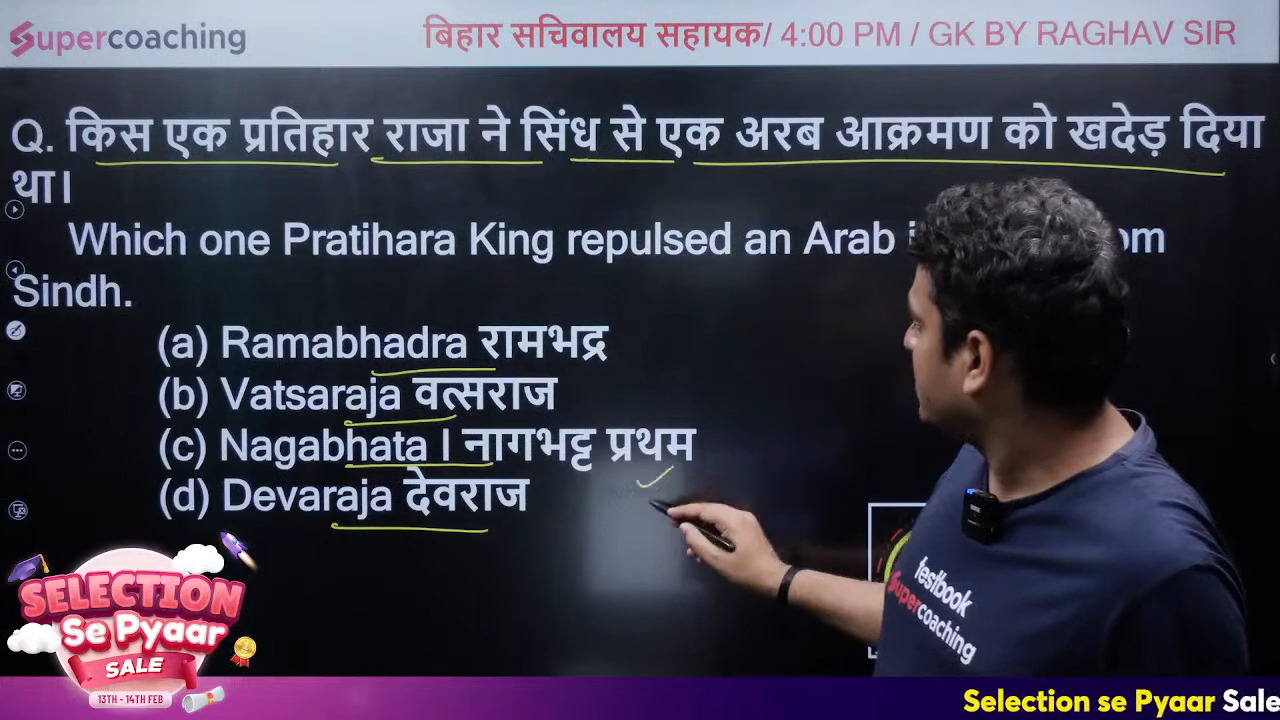 Supercoaching
बिहार सचिवालय सहायक/ 4:00 PM / GK BY RAGHAV SIR
Q. किस एक प्रतिहार राजा ने सिंध से एक अरब आक्रमण को खदेड़ दिया
था।
Which one Pratihara King repulsed an Arab
Sindh.
(a) Ramabhadra रामभद्र
(b) Vatsaraja वत्सराज
(c) Nagabhata I नागभट्ट प्रथम
(d) Devaraja देवराज
testbook
Supercoaching
SELECTION
Se Pyaar
SALE
13TH - 14TH FEB
Selection se Pyaar Sale